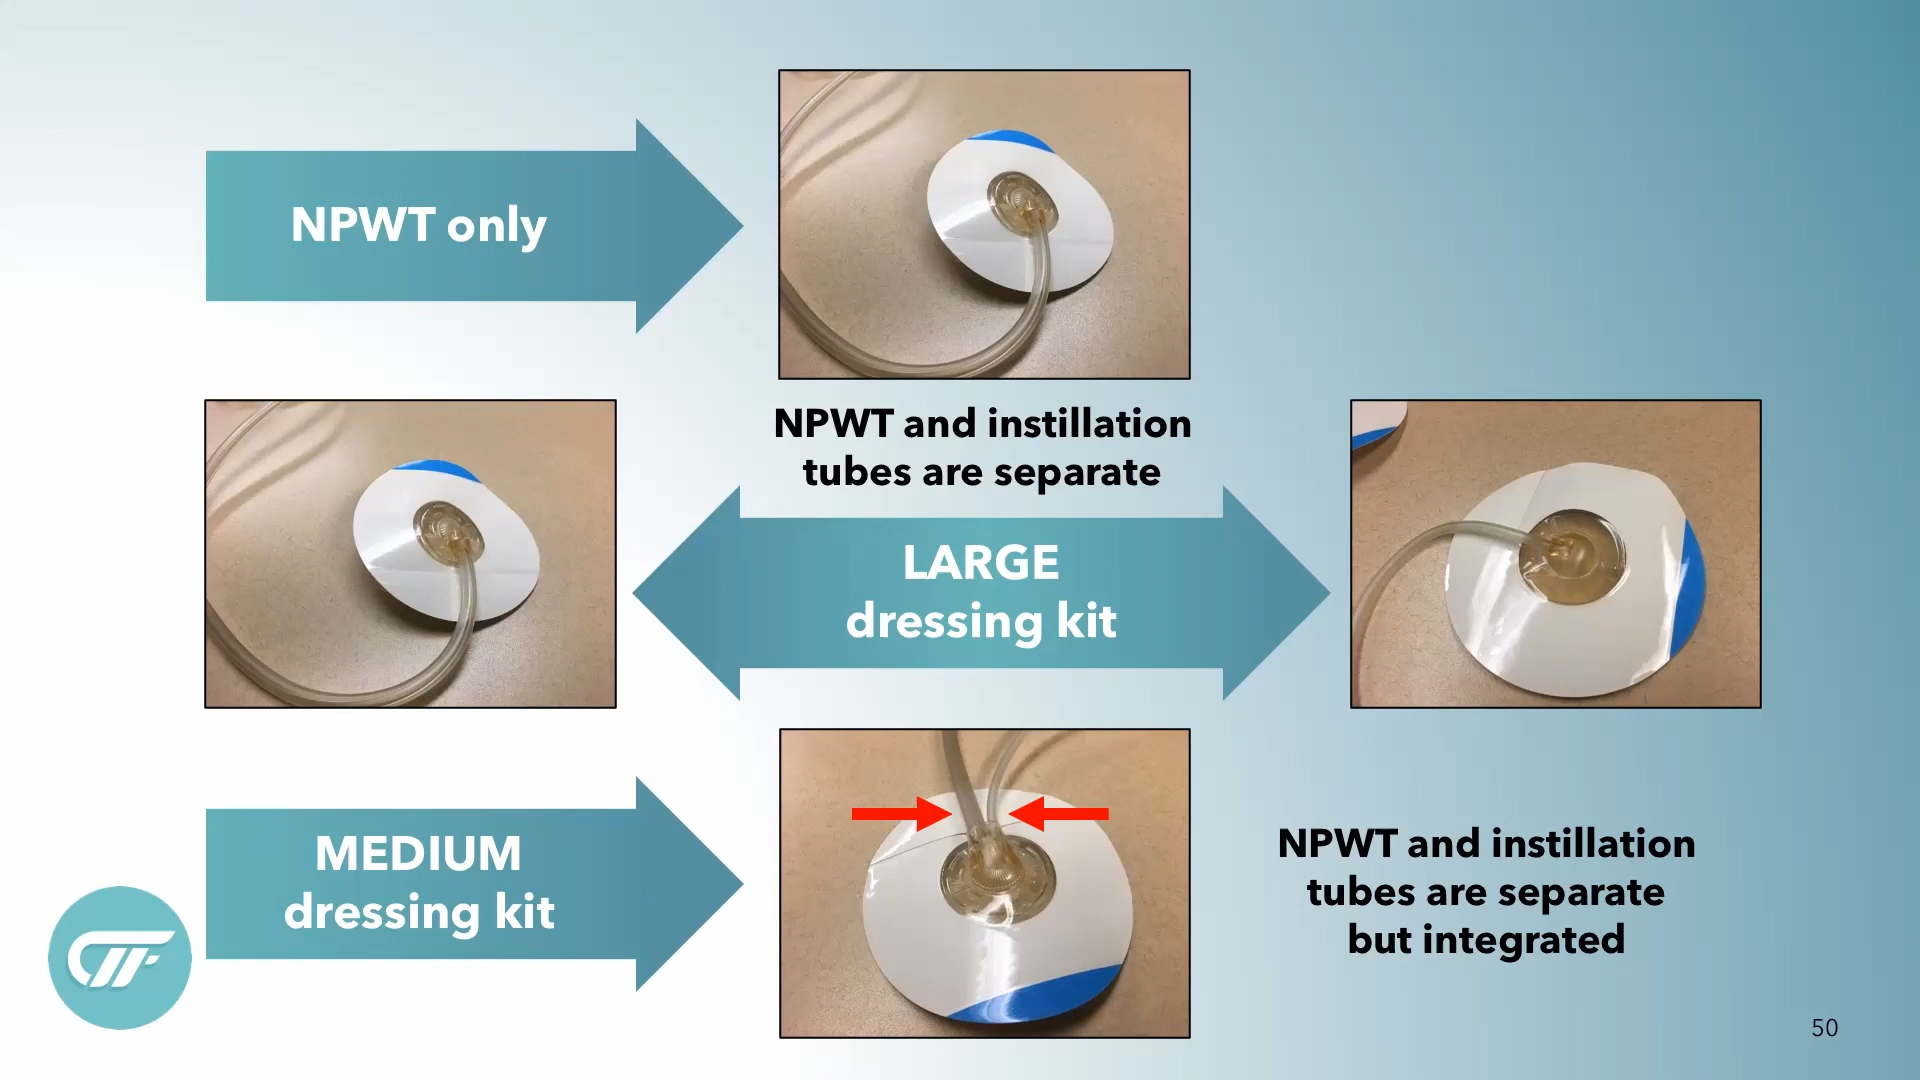 NPWT only
NPWT and instillation
tubes are separate
LARGE
dressing kit
MEDIUM
dressing kit
NPWT and instillation
tubes are separate
but integrated
50